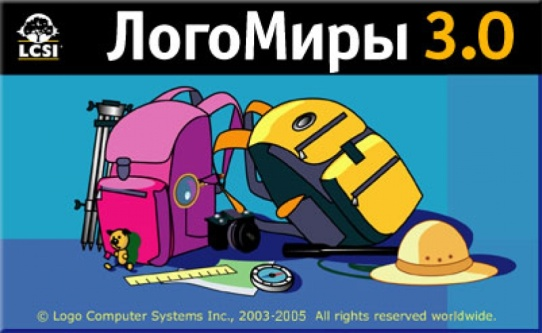 LCSI
ЛогоМиры 3.0
© Logo Computer Systems Inc., 2003-2005 All rights reserved worldwide.